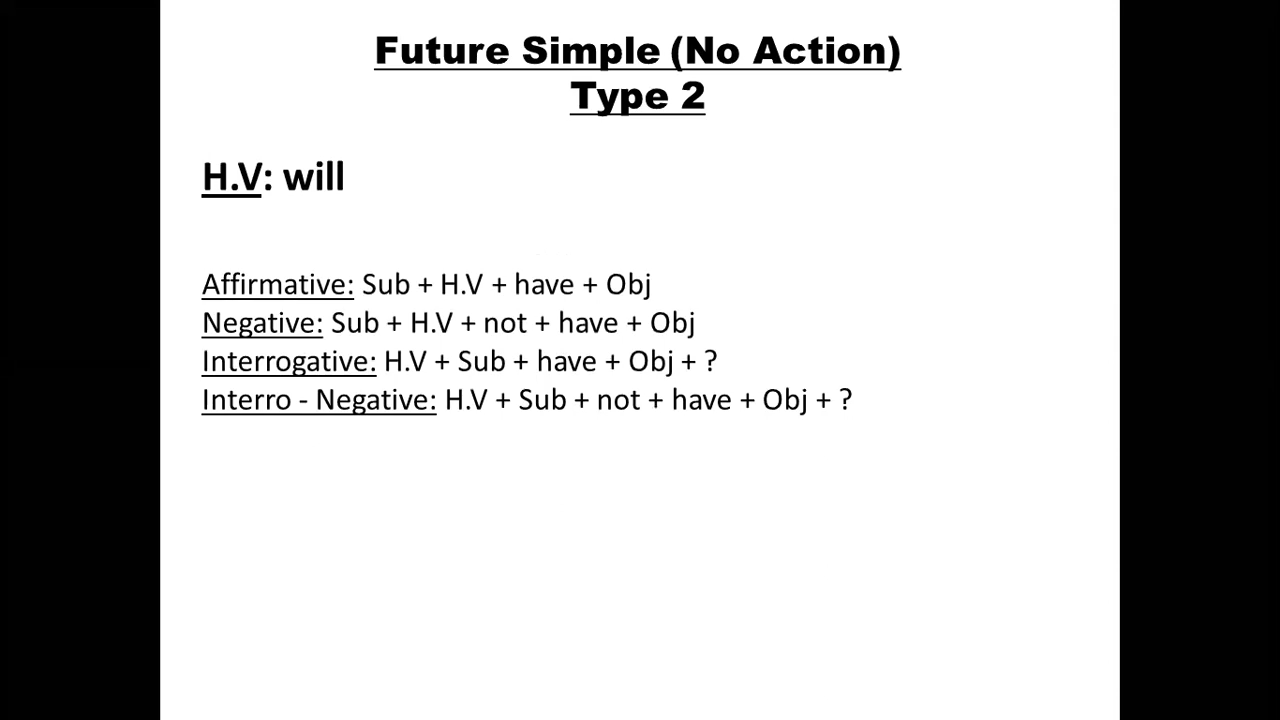 Future Simple (No Action)
Type 2
H.V: will
Affirmative: Sub + H.V + have + Obj
Negative: Sub + H.V + not + have + Obj
Interrogative: H.V + Sub + have + Obj + ?
Interro - Negative: H.V + Sub + not + have + Obj + ?